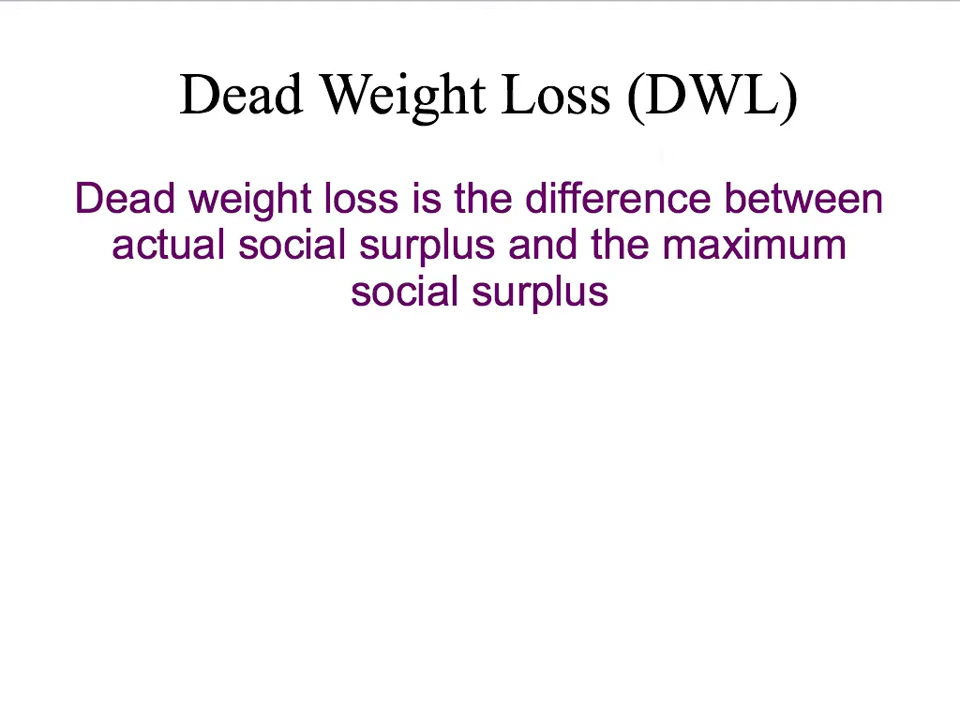 Dead Weight Loss (DWL)
Dead weight loss is the difference between
actual social surplus and the maximum
social surplus